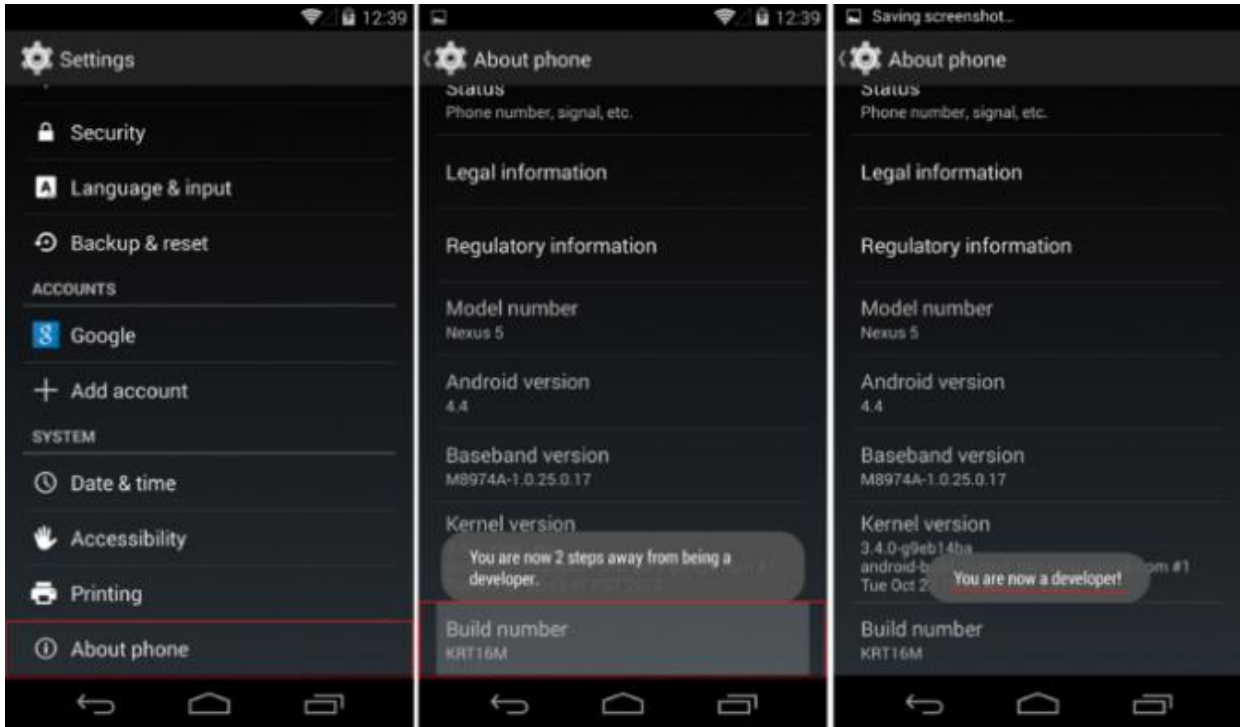 12:39
Settings
Security
Language & input
Backup & reset
ACCOUNTS
Google
Add account
SYSTEM
Date & time
Accessibility
Printing
About phone
12:39
About phone
Status
Phone number, signal, etc.
Legal information
Regulatory information
Model number
Nexus 5
Android version
4.4
Baseband version
M8974A-1.0.25.0.17
Kernel version
You are now 2 steps away from being a
developer.
Build number
KRT16M
Saving screenshot...
About phone
Status
Phone number, signal, etc.
Legal information
Regulatory information
Model number
Nexus 5
Android version
4.4
Baseband version
M8974A-1.0.25.0.17
Kernel version
3.4.0-g9eb14ba
android-b om #1
Tue Oct 2
You are now a developer!
Build number
KRT16M